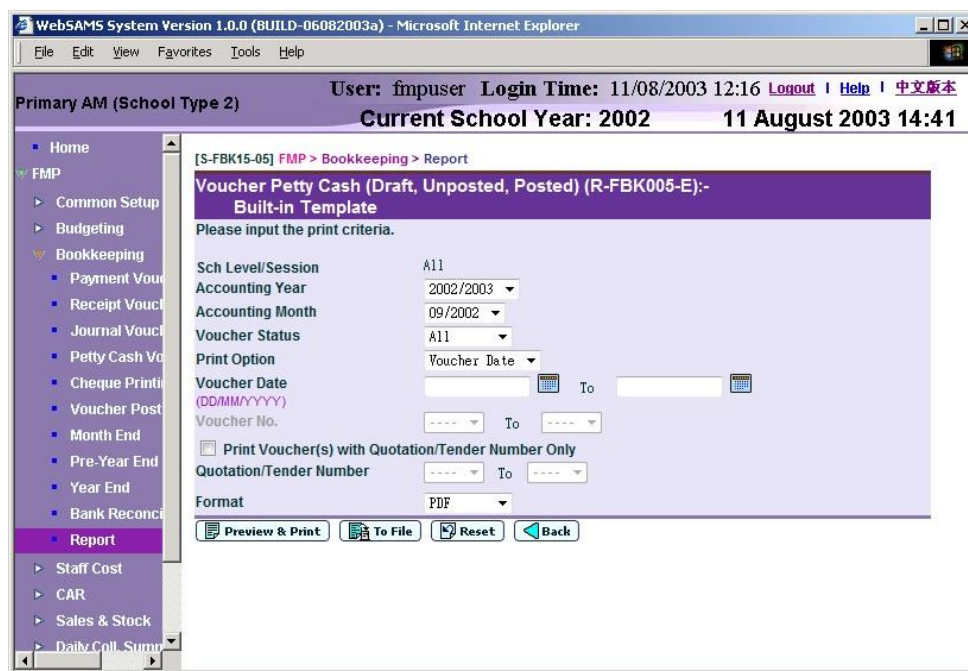 WebSAMS System Version 1.0.0 (BUILD-06082003a) - Microsoft Internet Explorer
File Edit View Favorites Tools Help
Primary AM (School Type 2)
User: fmpuser Login Time: 11/08/2003 12:16 Logout | Help | 中文版本
Current School Year: 2002 11 August 2003 14:41
Home
FMP
Common Setup
Budgeting
Bookkeeping
Payment Vou
Receipt Vouc
Journal Vouc
Petty Cash Vo
Cheque Printi
Voucher Post
Month End
Pre-Year End
Year End
Bank Reconci
Report
Staff Cost
CAR
Sales & Stock
Daily Coll. Summ
[S-FBK15-05] FMP > Bookkeeping > Report
Voucher Petty Cash (Draft, Unposted, Posted) (R-FBK005-E):-
Built-in Template
Please input the print criteria.
Sch Level/Session All
Accounting Year 2002/2003
Accounting Month 09/2002
Voucher Status All
Print Option Voucher Date
Voucher Date To
(DD/MM/YYYY)
Voucher No. ---- To ----
Print Voucher(s) with Quotation/Tender Number Only
Quotation/Tender Number ---- To ----
Format PDF
Preview & Print To File Reset Back